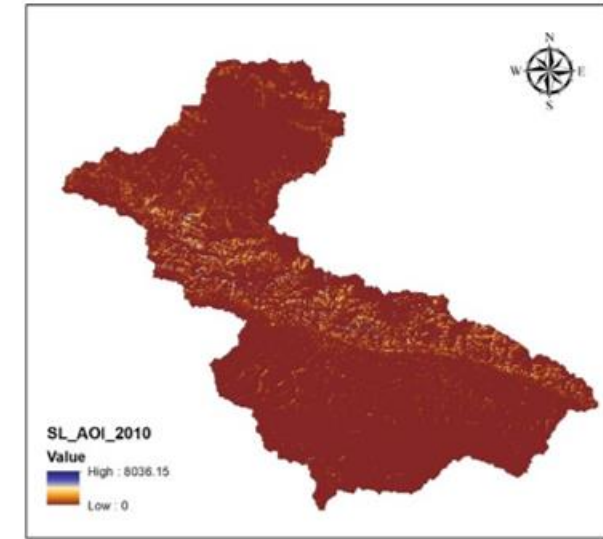 N
W E
S
SL_AOI_2010
Value
High : 8036.15
Low : 0